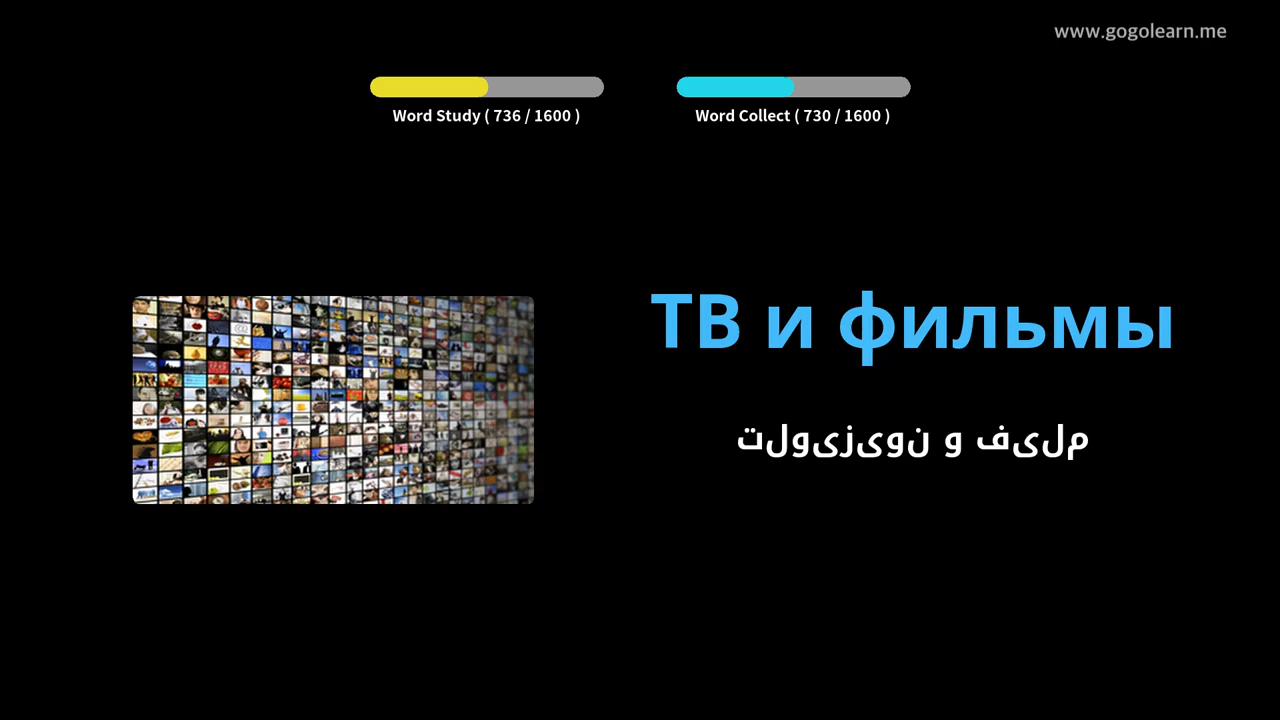 www.gogolearn.me
Word Study ( 736 / 1600 )
Word Collect ( 730 / 1600 )
ТВ и фильмы
تلویزیون و فیلم